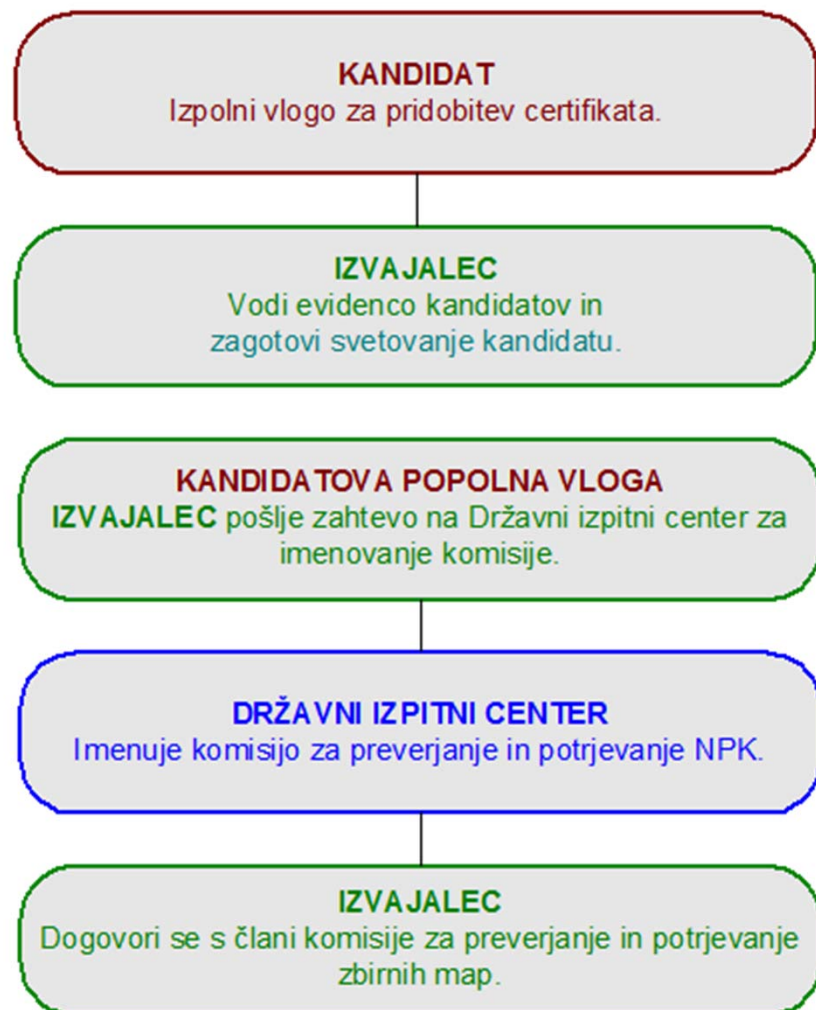 KANDIDAT
Izpolni vlogo za pridobitev certifikata.
IZVAJALEC
Vodi evidenco kandidatov in
zagotovi svetovanje kandidatu.
KANDIDATOVA POPOLNA VLOGA
IZVAJALEC pošlje zahtevo na Državni izpitni center za
imenovanje komisije.
DRŽAVNI IZPITNI CENTER
Imenuje komisijo za preverjanje in potrjevanje NPK.
IZVAJALEC
Dogovori se s člani komisije za preverjanje in potrjevanje
zbirnih map.